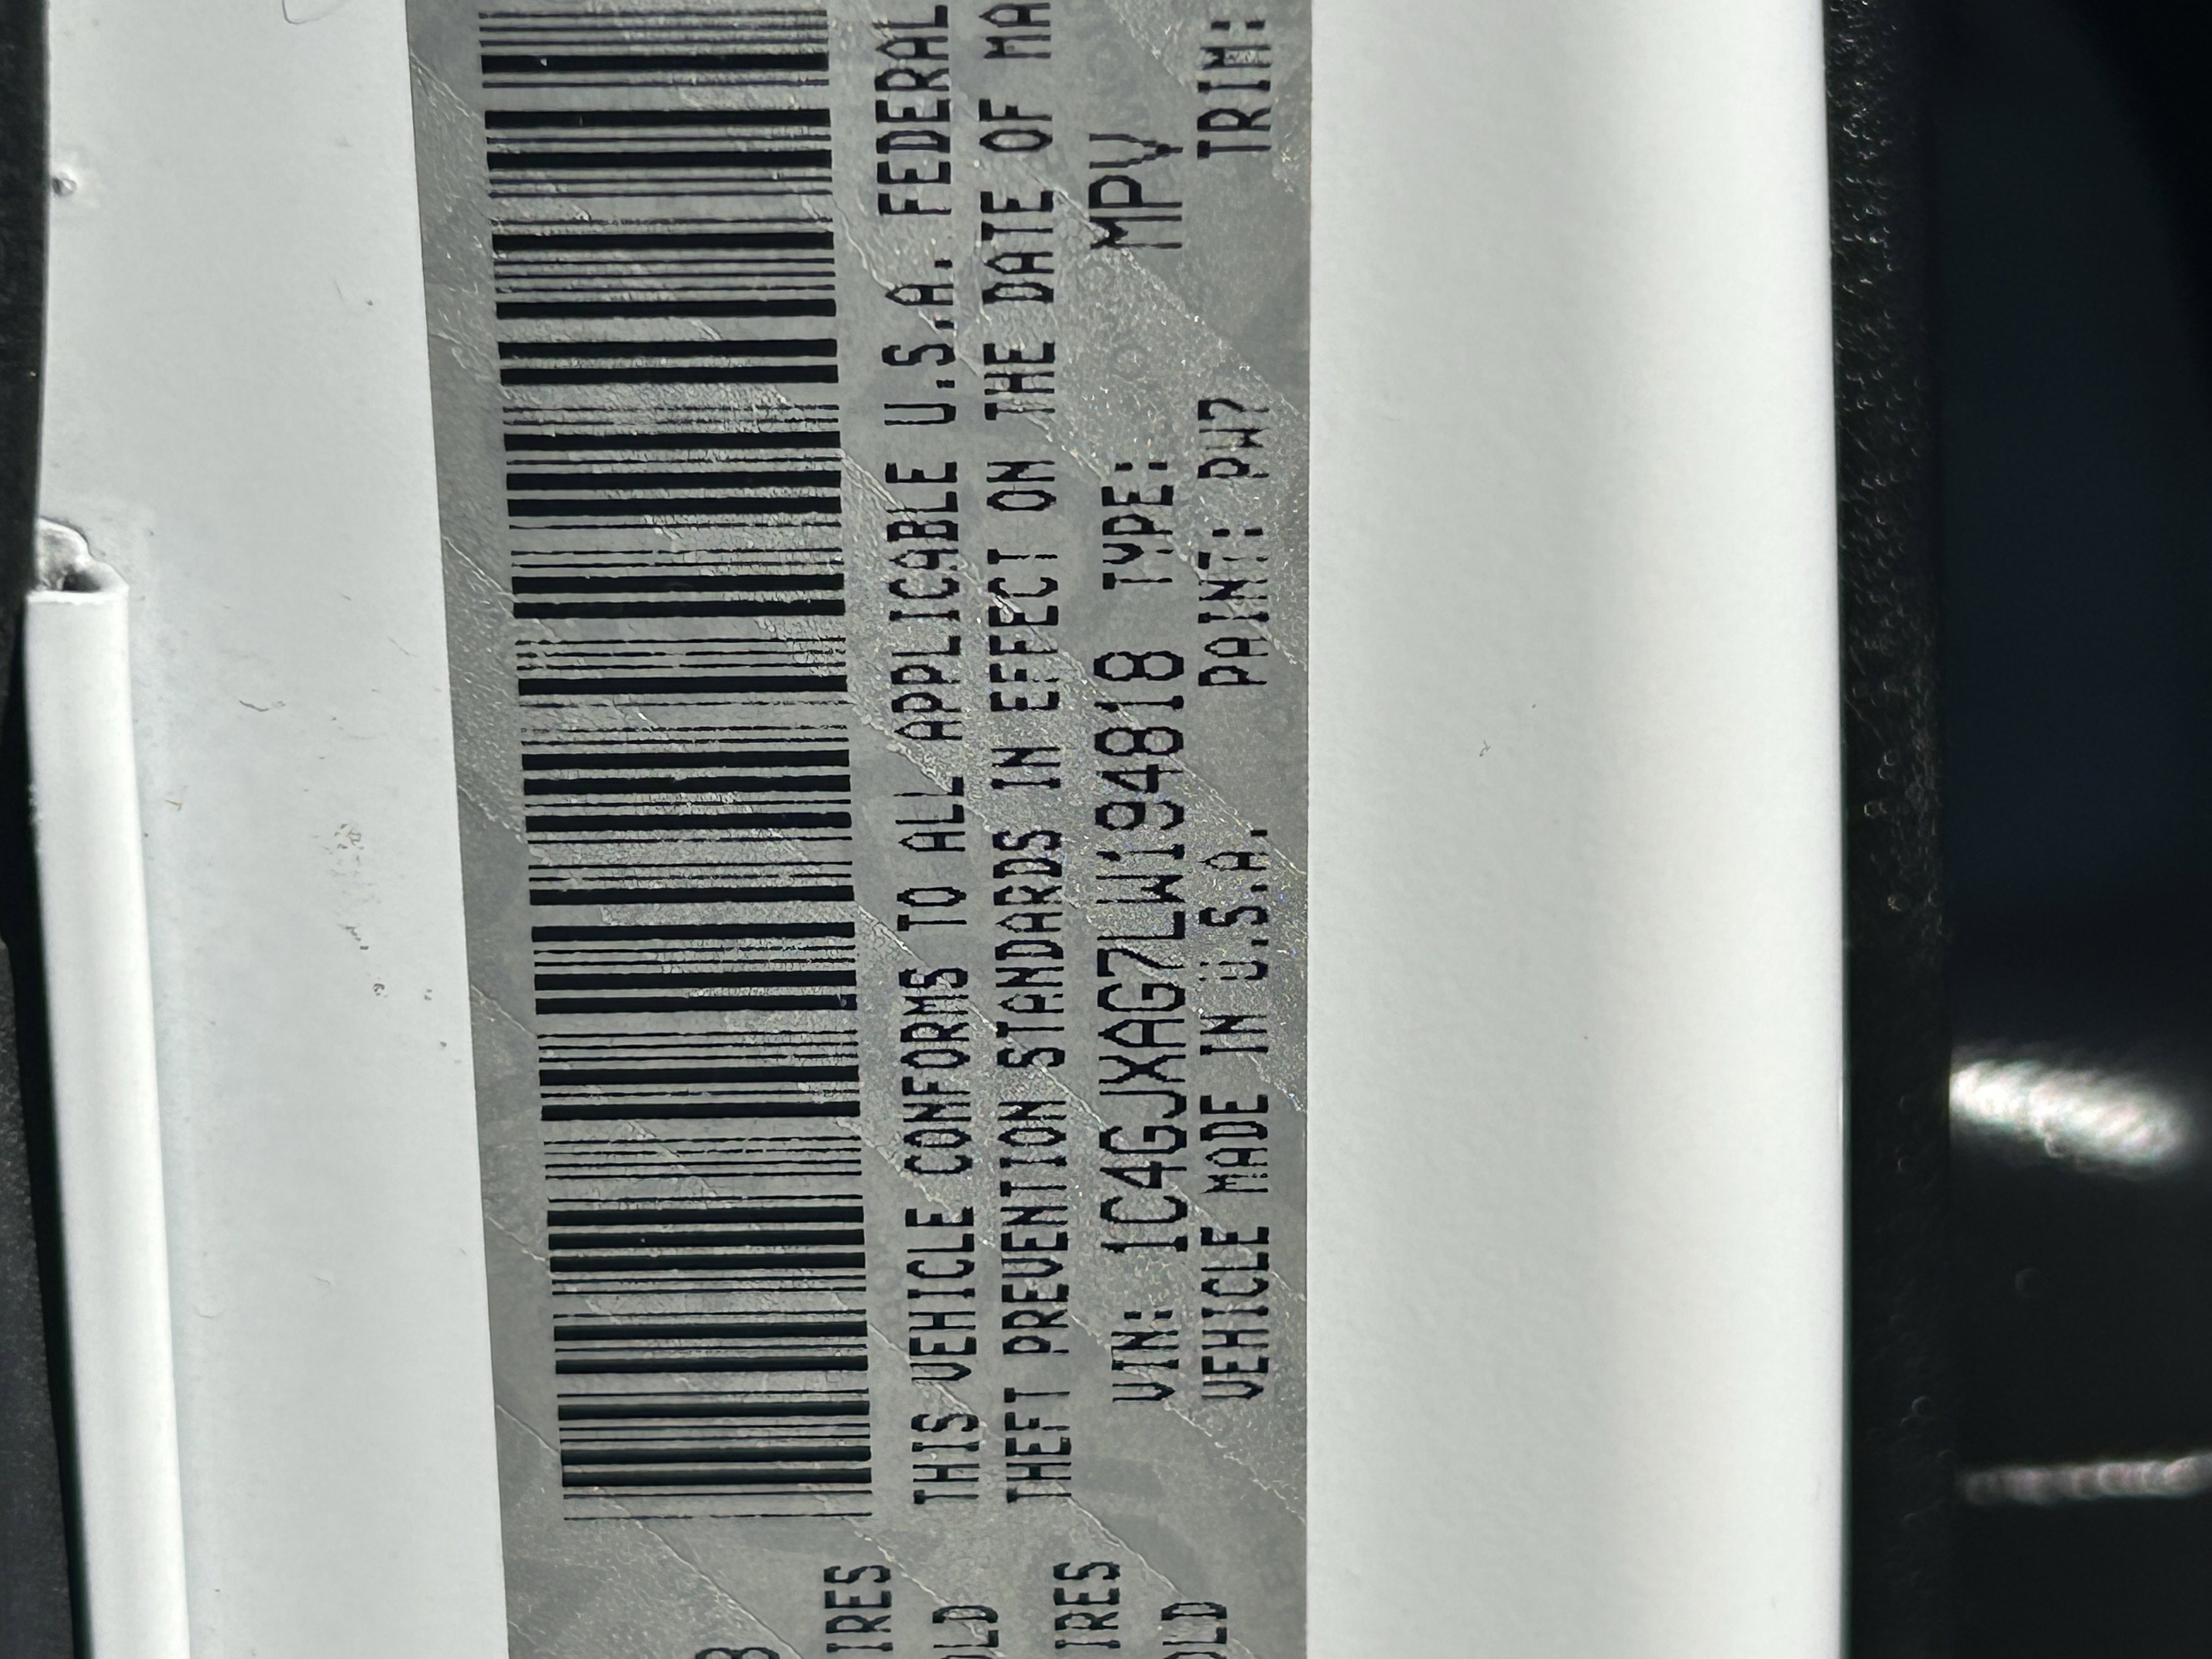 8
IRES
OLD
IRES
OLD
THIS VEHICLE CONFORMS TO ALL APPLICABLE U.S.A. FEDERAL
THEFT PREVENTION STANDARDS IN EFFECT ON THE DATE OF MA
VIN: 1C4GJXAG7LW194818 TYPE: MPV
VEHICLE MADE IN U.S.A. PAINT: PW7 TRIM: